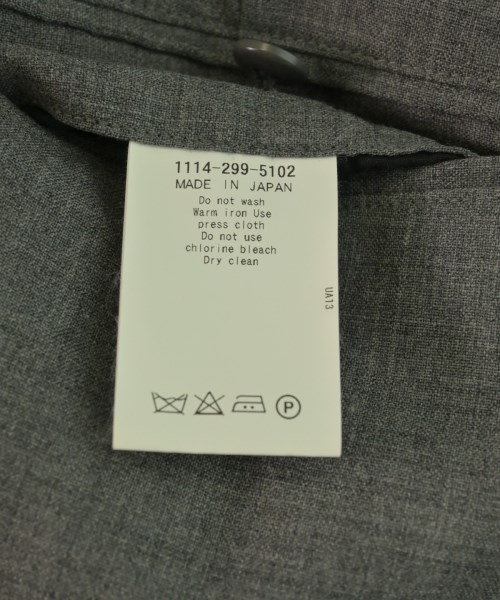 1114-299-5102
MADE IN JAPAN
Do not wash
Warm iron Use
press cloth
Do not use
chlorine bleach
Dry clean
UA13
P